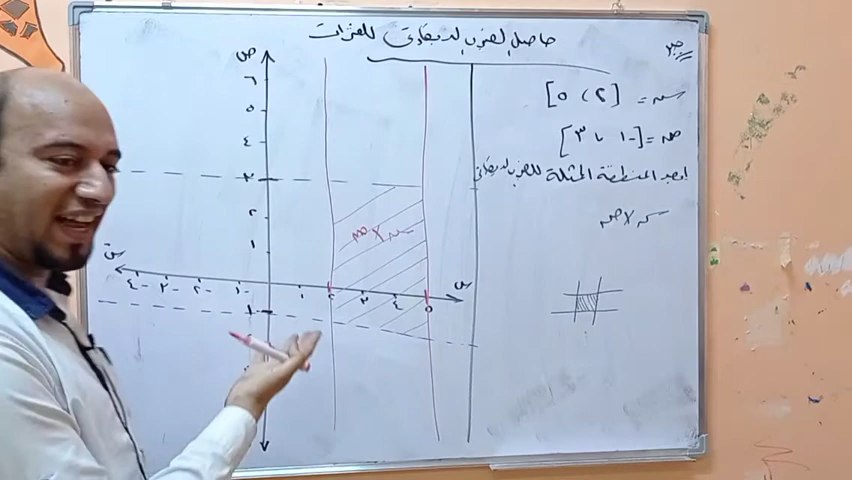 حاصل الضرب الديكارتي للفترات
جبر
س = [٢ ، ٥]
ص = [-١ ، ٣]
المنطقة الممثلة للضرب الديكارتي
س × ص
ص
٦
٥
٤
٣
٢
١
س × ص
سَ
-٤ -٣ -٢ -١ ١ ٢ ٣ ٤ ٥ س
-١